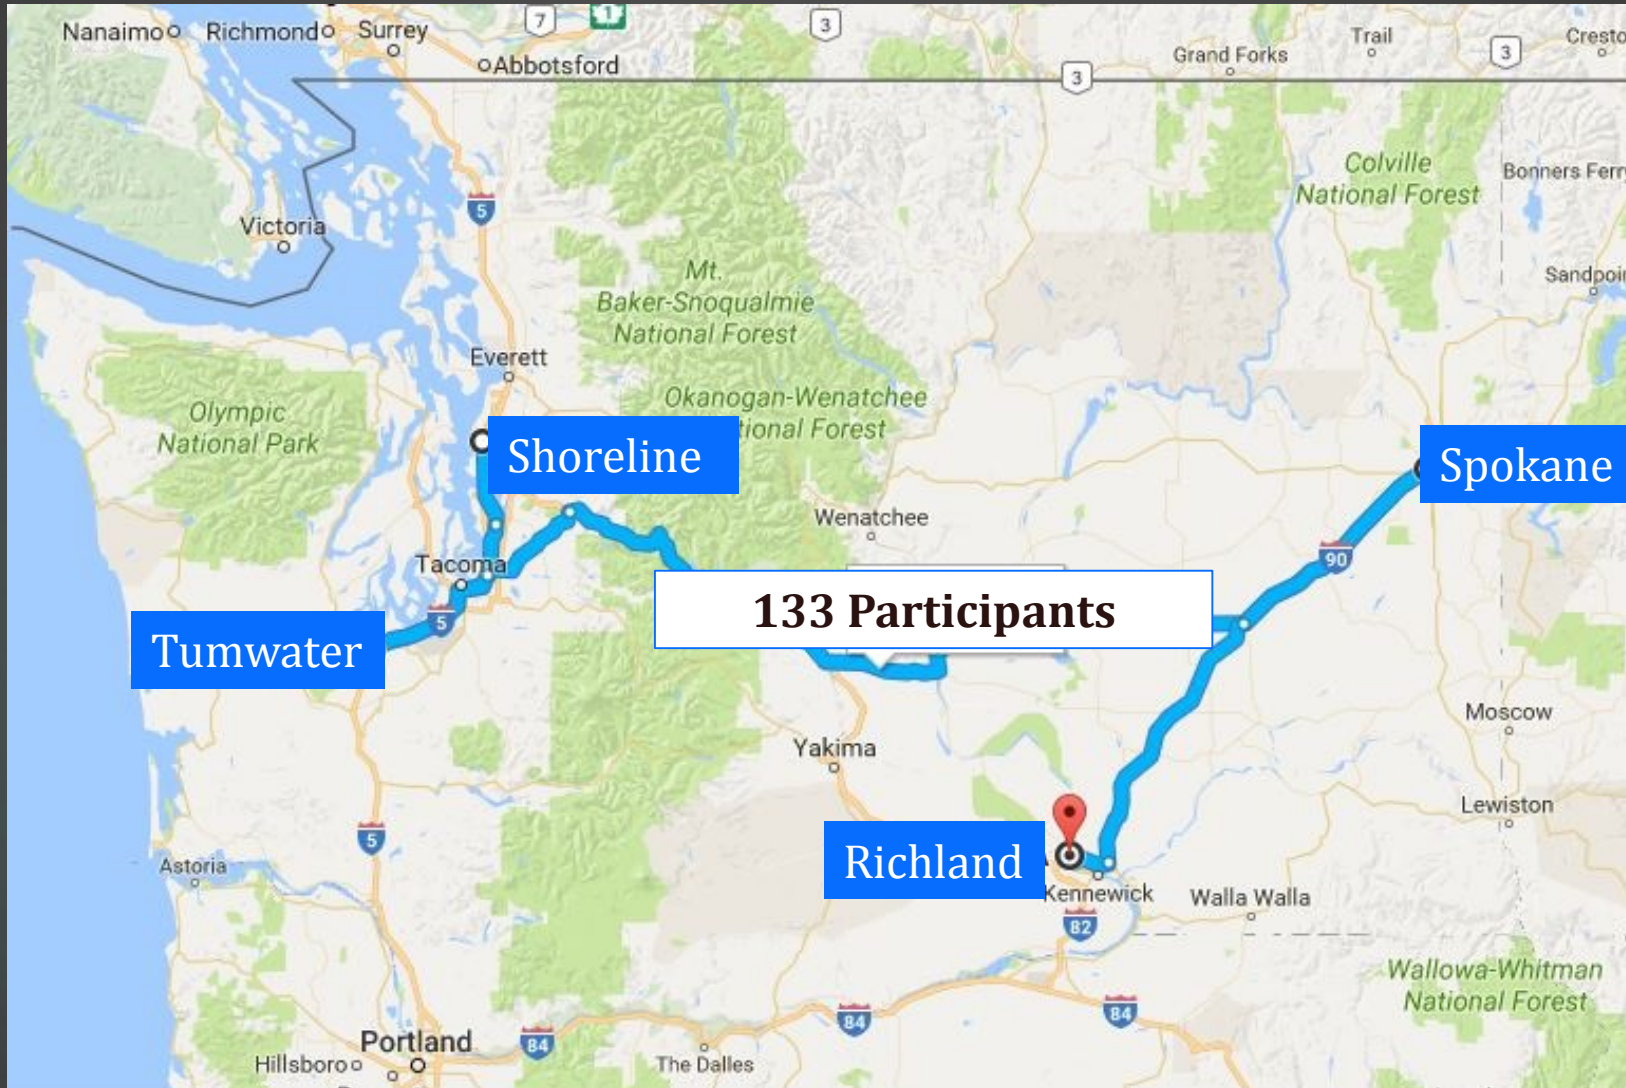 Nanaimo
Richmond
Surrey
7
1
3
Abbotsford
Grand Forks
Trail
3
Cresto
3
Colville
National Forest
Bonners Ferry
5
Victoria
Mt.
Baker-Snoqualmie
National Forest
Sandpoin
Everett
Olympic
National Park
Okanogan-Wenatchee
tional Forest
Shoreline
Spokane
Wenatchee
Tacoma
90
133 Participants
5
Tumwater
Moscow
Yakima
Lewiston
5
Richland
Astoria
Kennewick
Walla Walla
82
Wallowa-Whitman
National Forest
84
84
Portland
84
Hillsboro
The Dalles